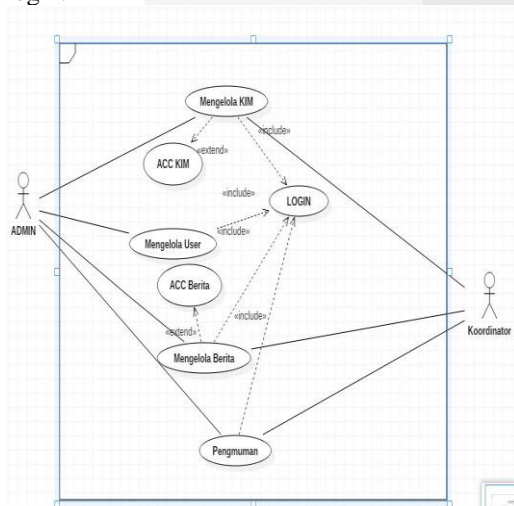 Mengelola KIM
«include»
«extend»
ACC KIM
«include»
LOGIN
ADMIN
«include»
Mengelola User
ACC Berita
«include»
Koordinator
«extend»
Mengelola Berita
Pengmuman